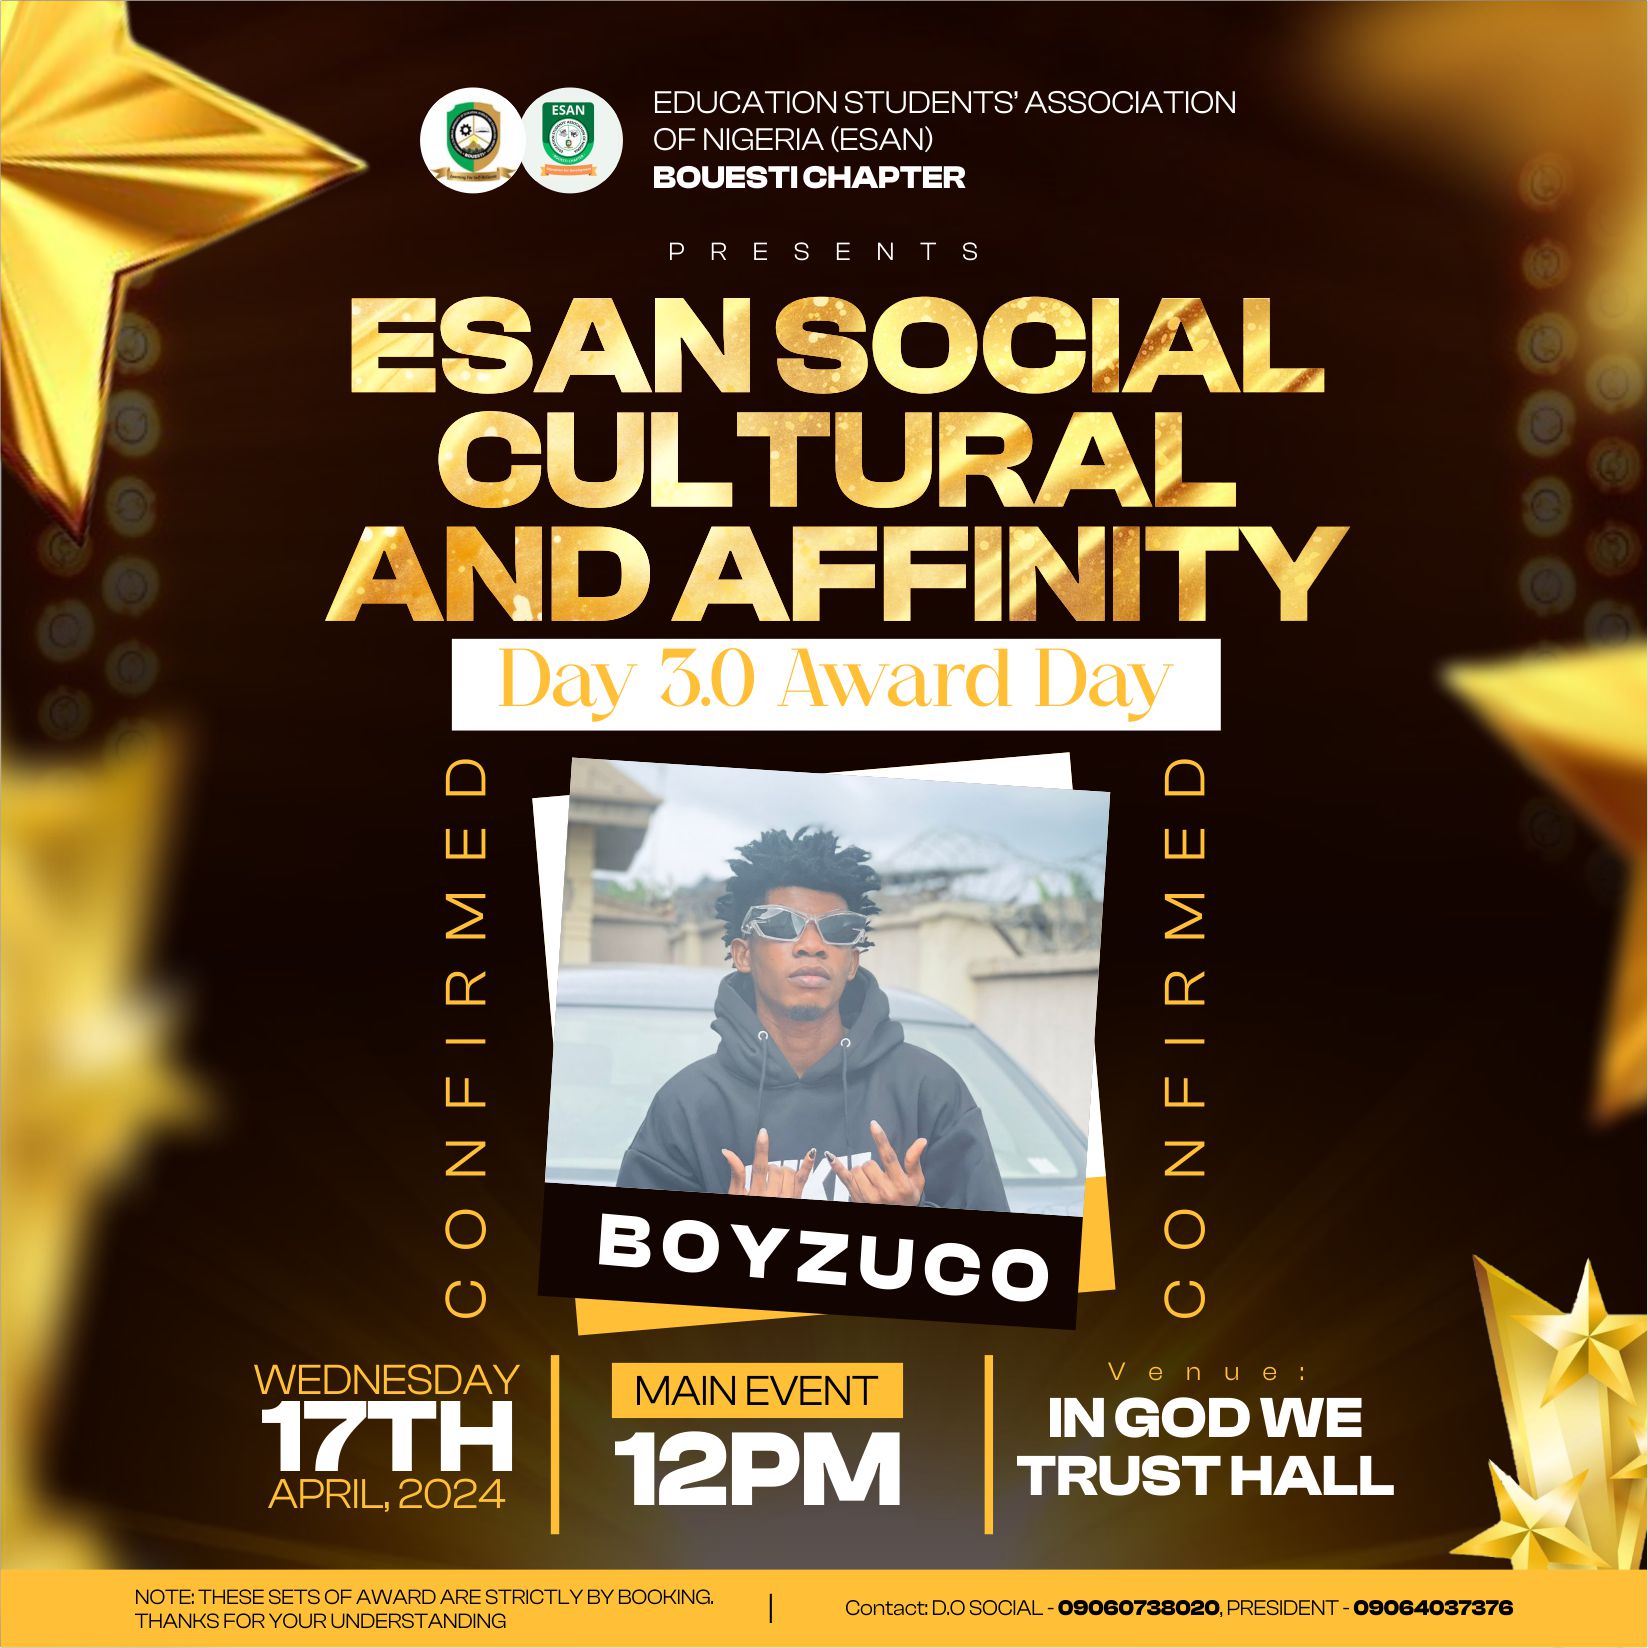 ESAN
BOUESTI
EDUCATION STUDENTS' ASSOCIATION
OF NIGERIA (ESAN)
BOUESTI CHAPTER
PRESENTS
ESAN SOCIAL
CULTURAL
AND AFFINITY
Day 3.0 Award Day
CONFIRMED
CONFIRMED
BOYZUCO
WEDNESDAY
17TH
APRIL, 2024
MAIN EVENT
12PM
Venue:
IN GOD WE
TRUST HALL
NOTE: THESE SETS OF AWARD ARE STRICTLY BY BOOKING.
THANKS FOR YOUR UNDERSTANDING
Contact: D.O SOCIAL - 09060738020, PRESIDENT - 09064037376